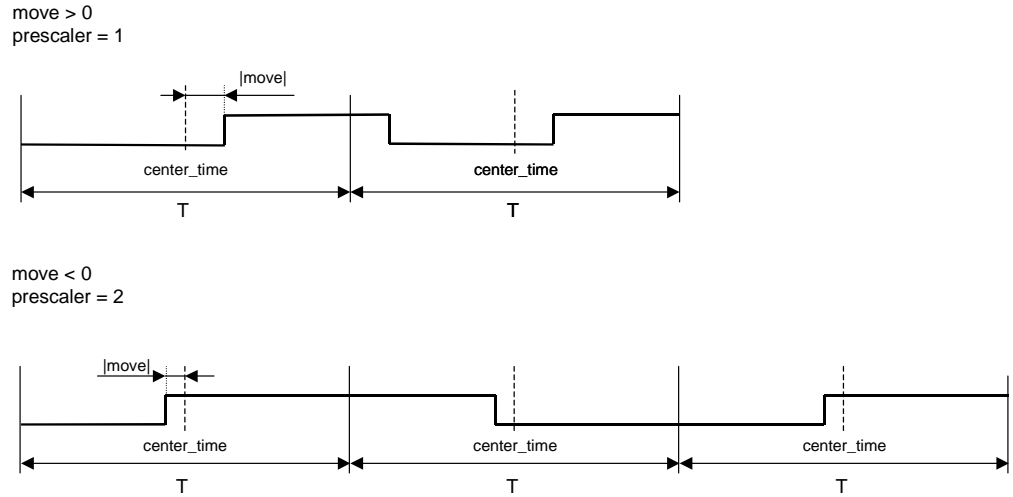 move > 0
prescaler = 1
|move|
center_time
center_time
T
T
move < 0
prescaler = 2
|move|
center_time
center_time
center_time
T
T
T